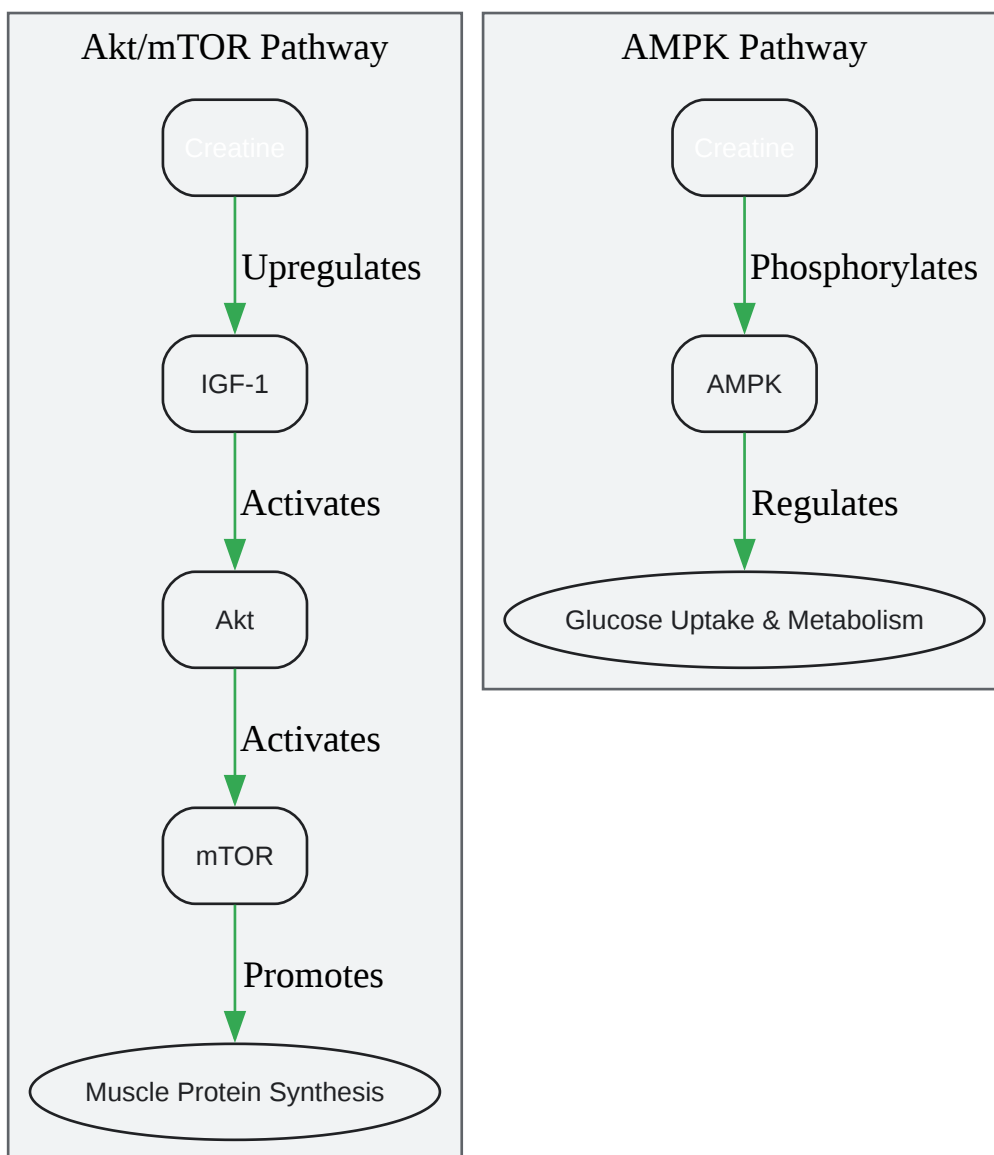 Akt/mTOR Pathway
Creatine
Upregulates
IGF-1
Activates
Akt
Activates
mTOR
Promotes
Muscle Protein Synthesis
AMPK Pathway
Creatine
Phosphorylates
AMPK
Regulates
Glucose Uptake & Metabolism